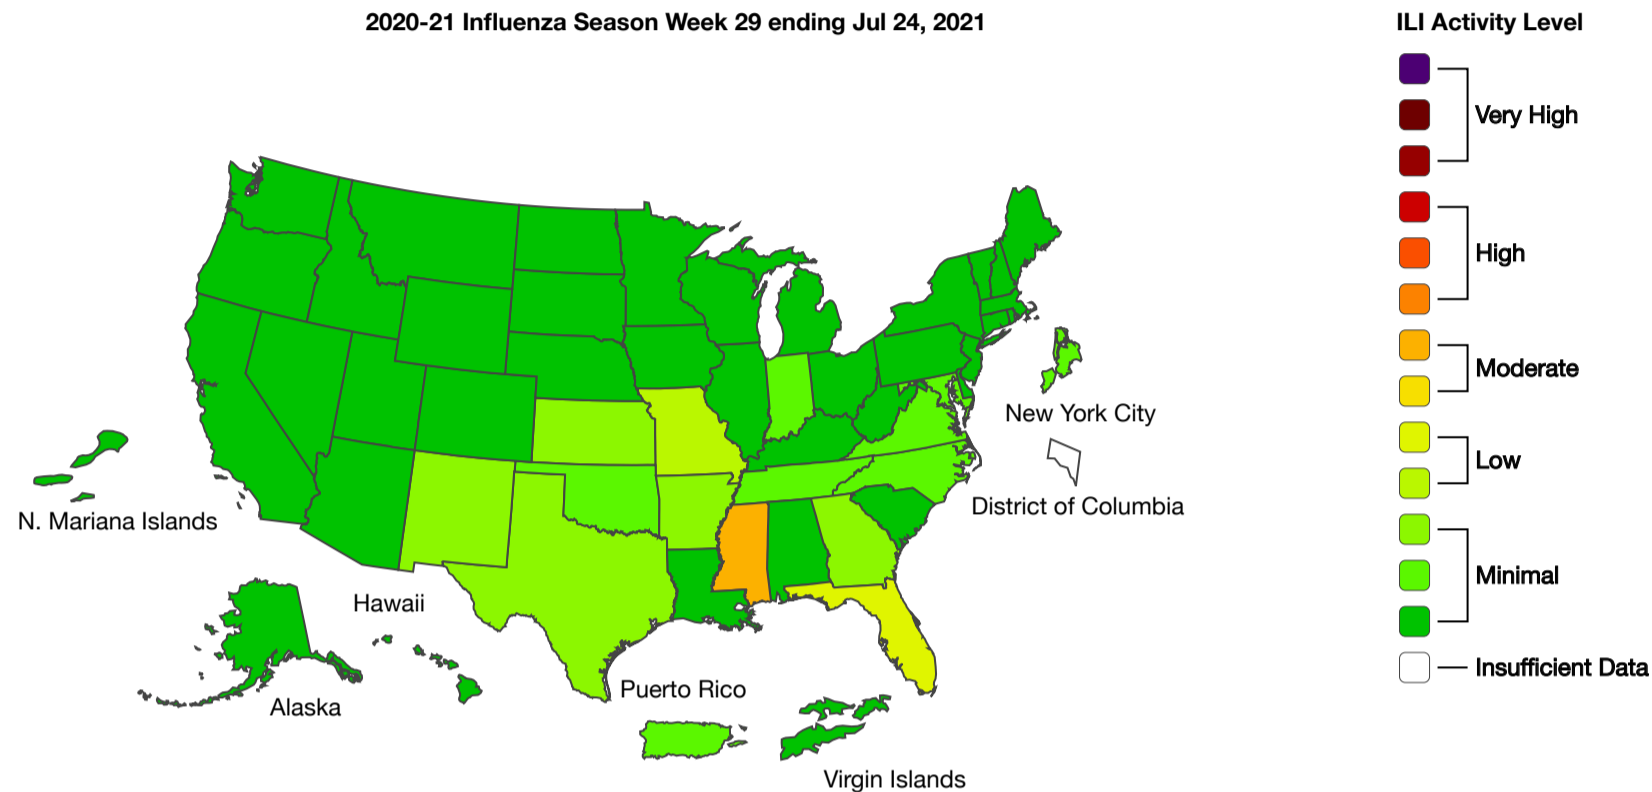 2020-21 Influenza Season Week 29 ending Jul 24, 2021
ILI Activity Level
Very High
High
Moderate
Low
Minimal
Insufficient Data
New York City
District of Columbia
N. Mariana Islands
Hawaii
Alaska
Puerto Rico
Virgin Islands